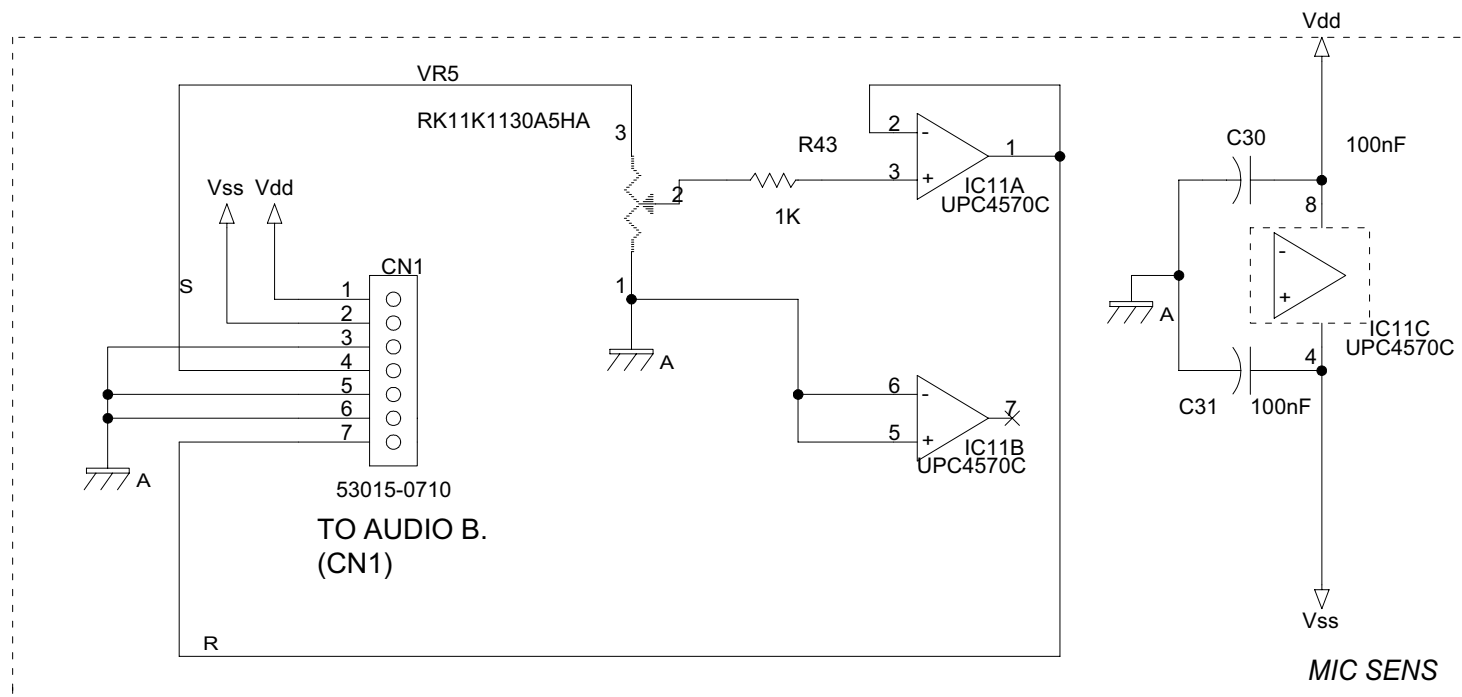 Vdd
VR5
RK11K1130A5HA
3
2
R43
1K
2
3
-
+
1
IC11A
UPC4570C
C30
100nF
8
-
+
IC11C
UPC4570C
4
C31
100nF
A
Vss
Vss
Vdd
S
CN1
1
2
3
4
5
6
7
A
53015-0710
TO AUDIO B.
(CN1)
1
A
6
5
-
+
7
IC11B
UPC4570C
R
MIC SENS